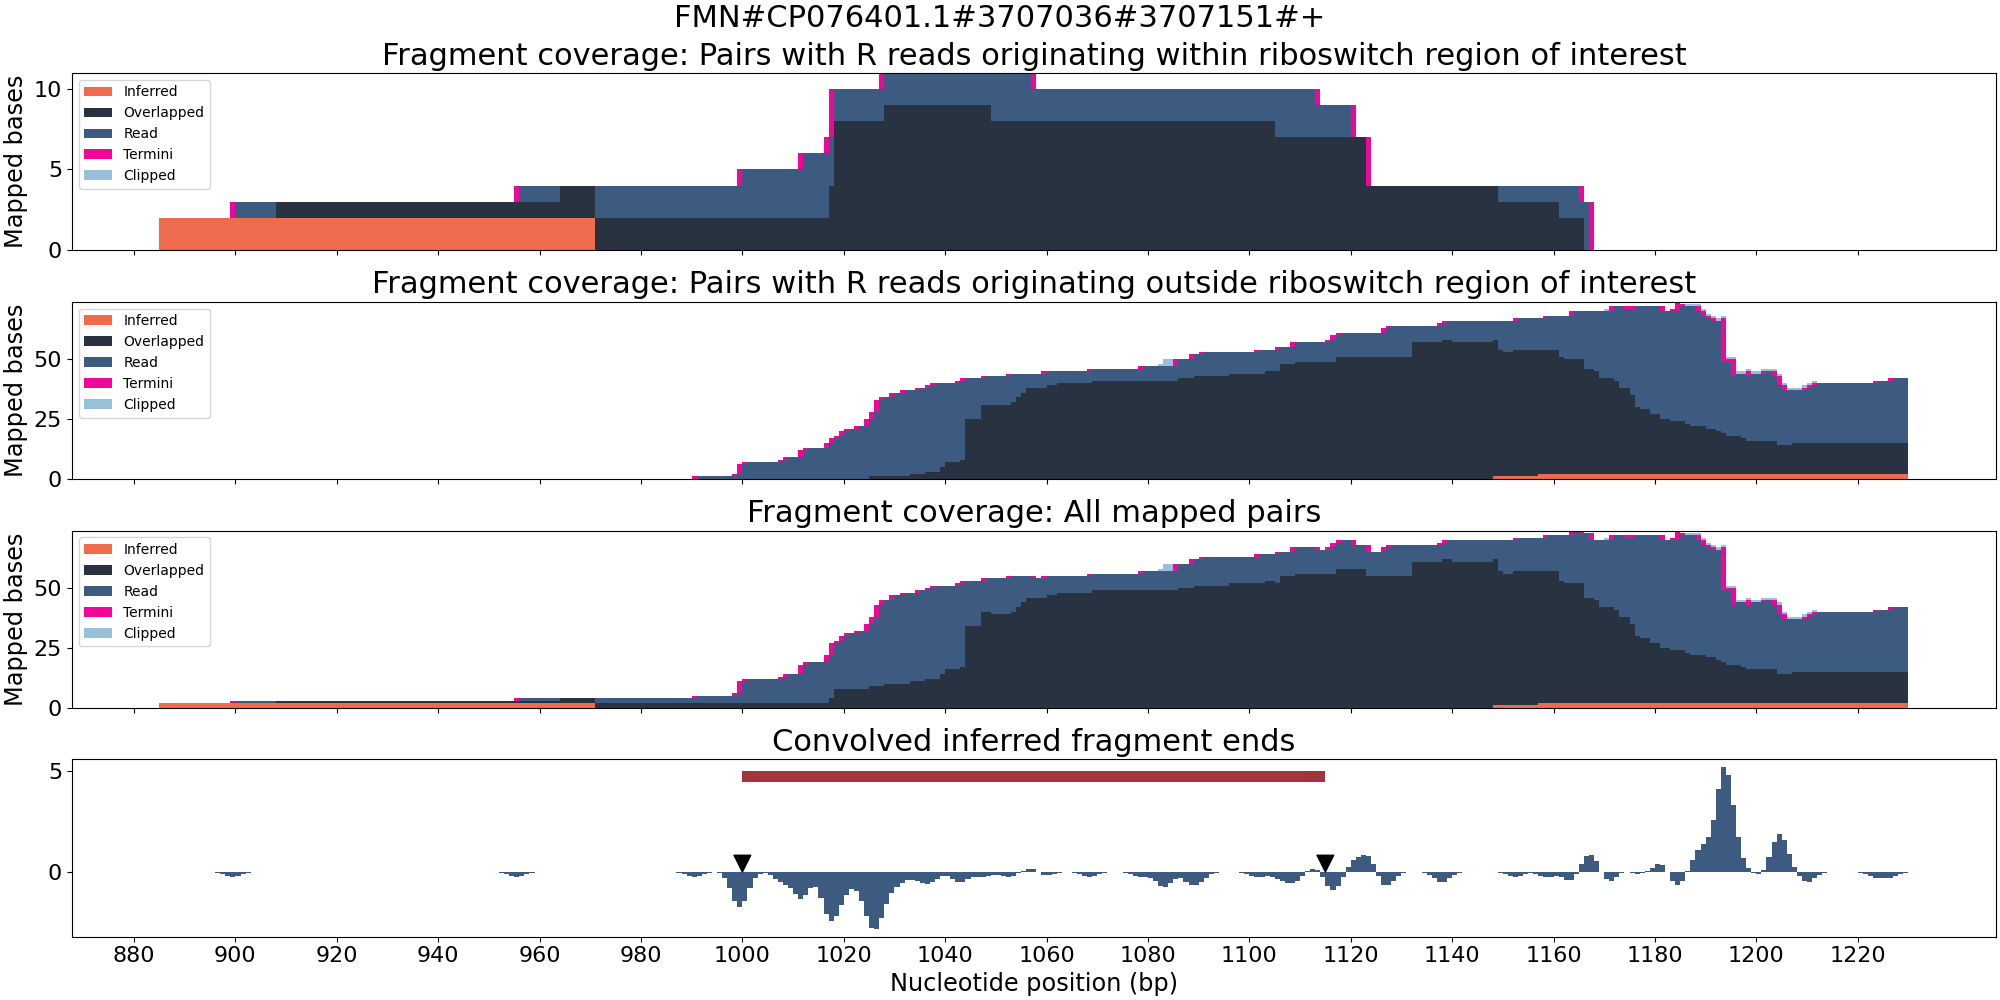 FMN#CP076401.1#3707036#3707151#+
Fragment coverage: Pairs with R reads originating within riboswitch region of interest
Mapped bases
10
5
0
Inferred
Overlapped
Read
Termini
Clipped
Fragment coverage: Pairs with R reads originating outside riboswitch region of interest
Mapped bases
50
25
0
Inferred
Overlapped
Read
Termini
Clipped
Fragment coverage: All mapped pairs
Mapped bases
50
25
0
Inferred
Overlapped
Read
Termini
Clipped
Convolved inferred fragment ends
5
0
880 900 920 940 960 980 1000 1020 1040 1060 1080 1100 1120 1140 1160 1180 1200 1220
Nucleotide position (bp)